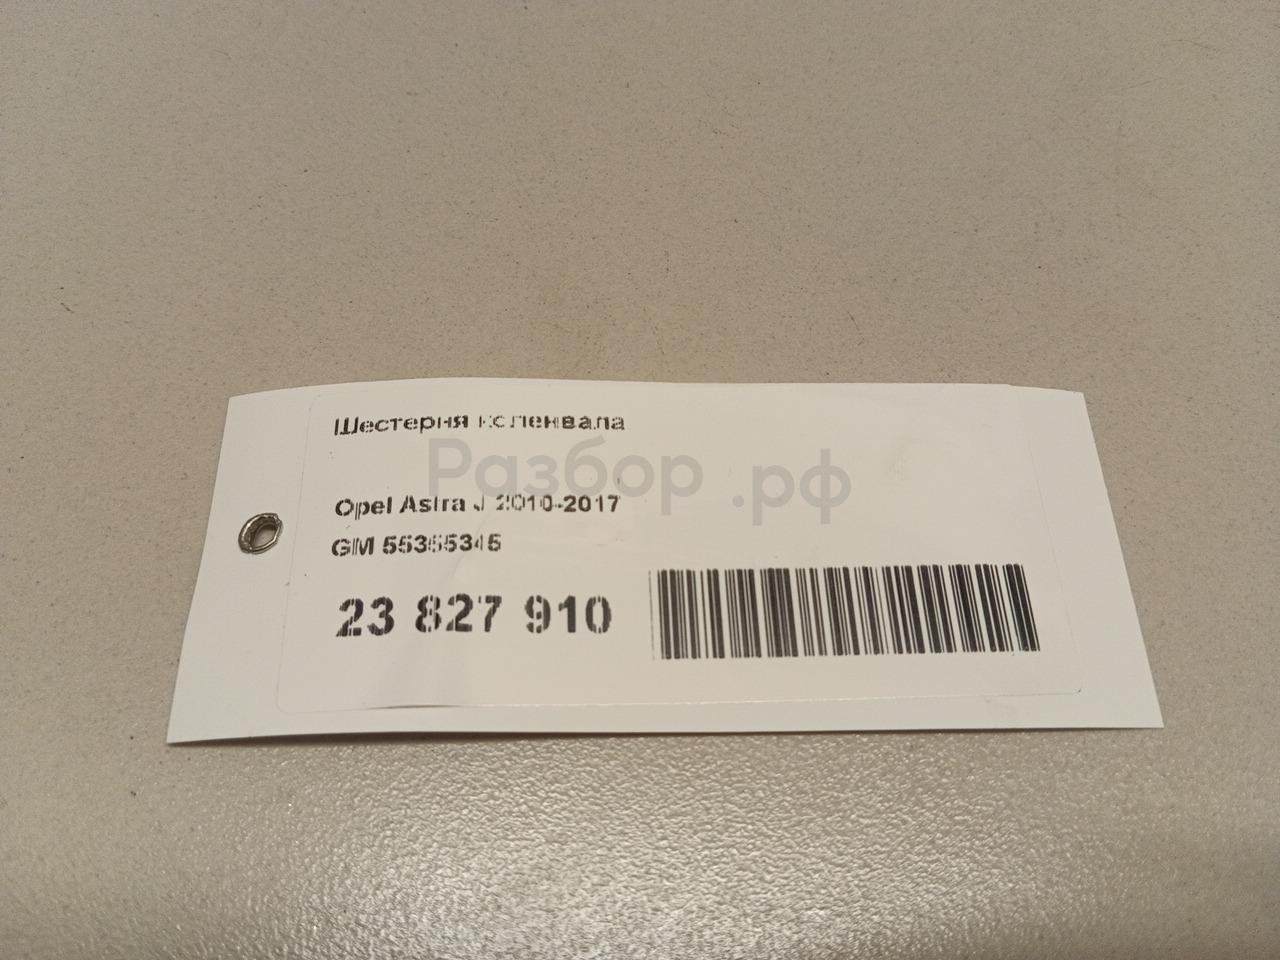 Шестерня коленвала
Разбор.рф
Opel Astra J 2010-2017
GM 55355345
23 827 910